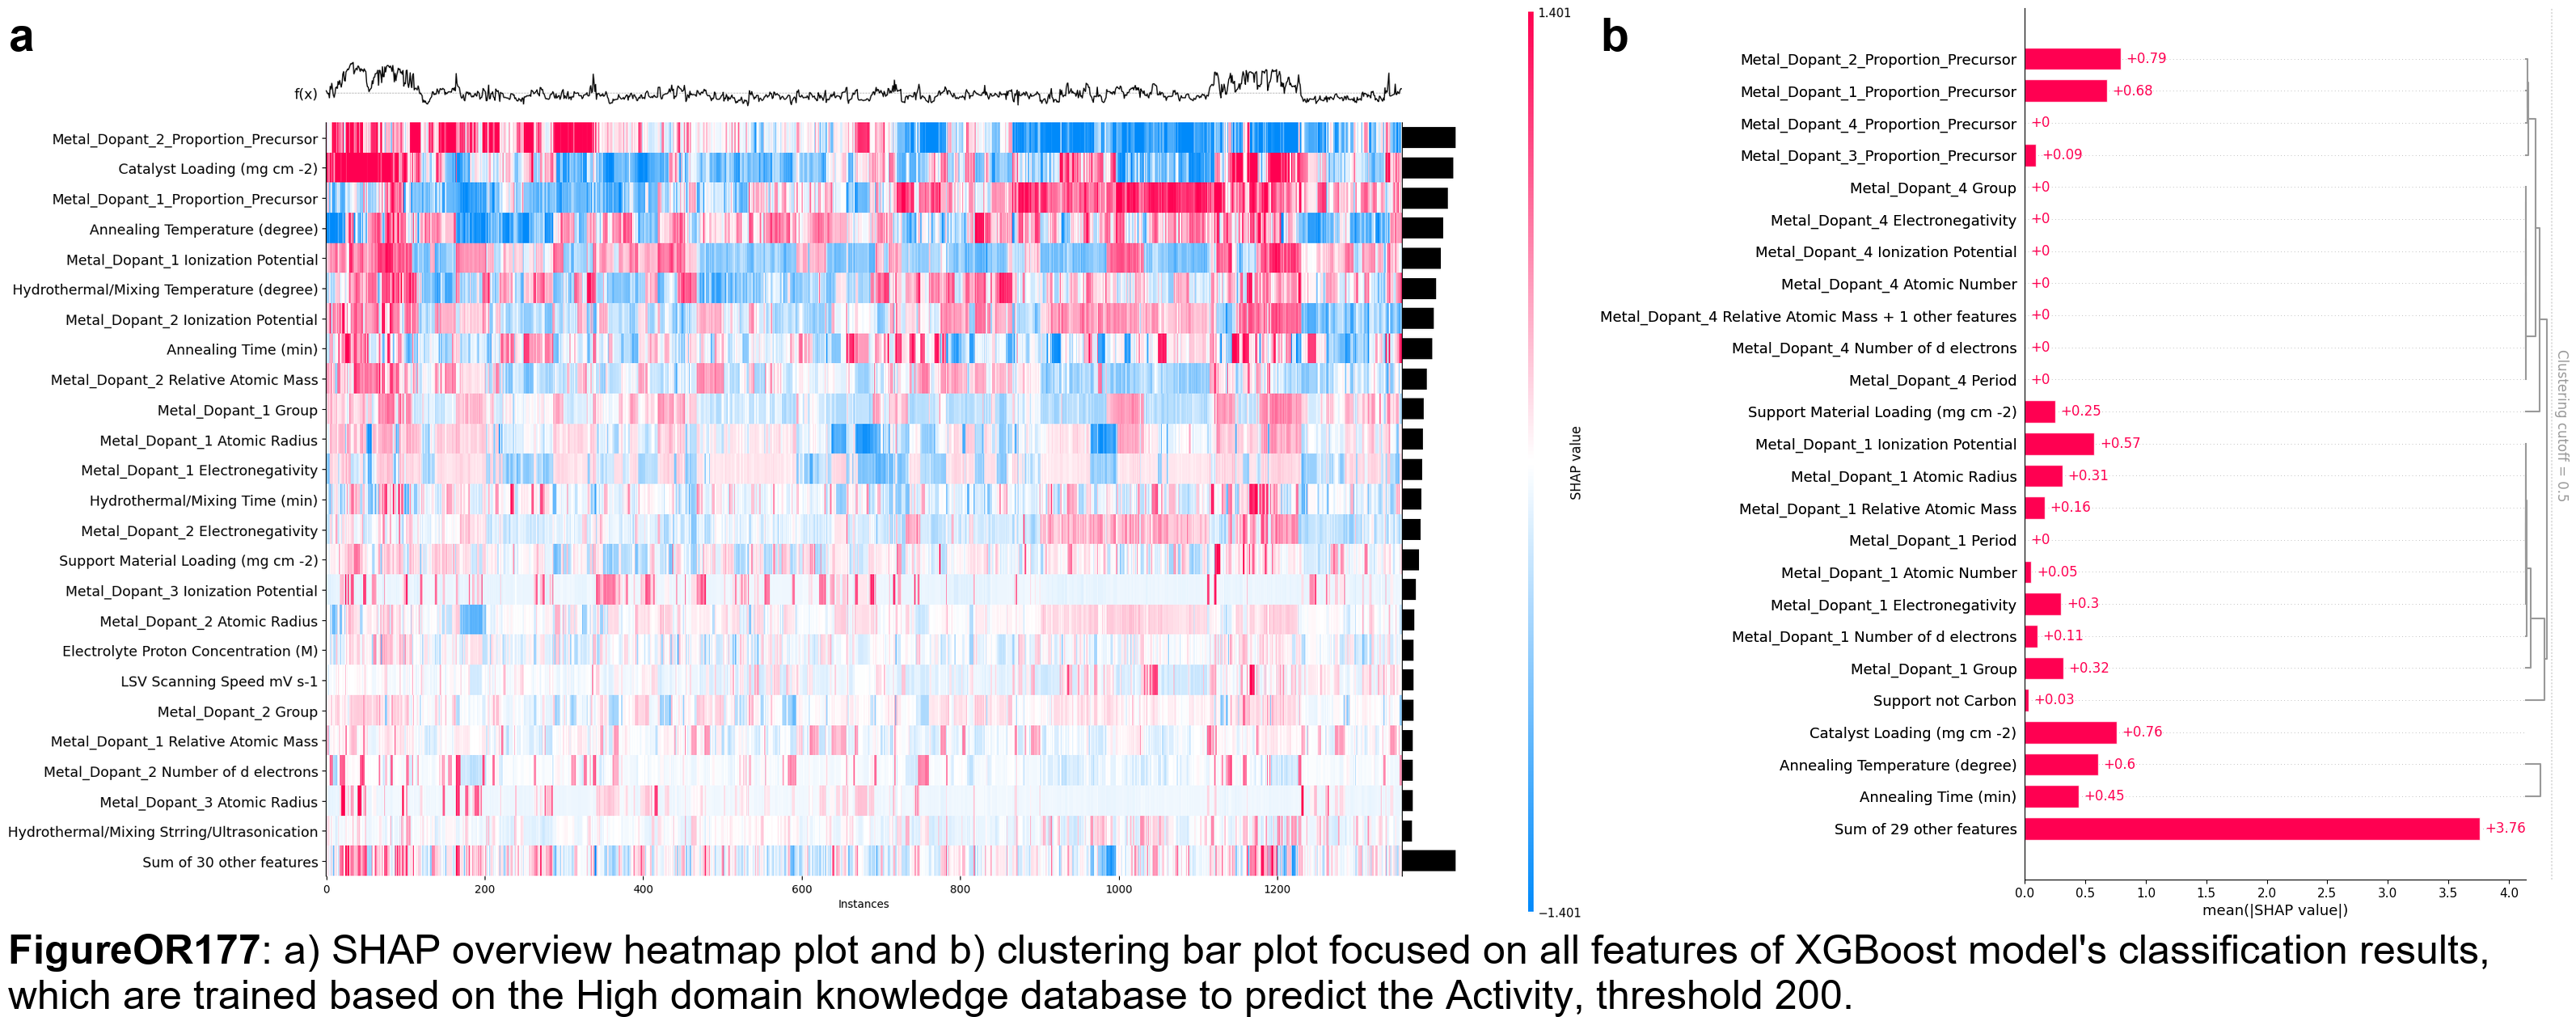 a
f(x)
Metal_Dopant_2_Proportion_Precursor
Catalyst Loading (mg cm -2)
Metal_Dopant_1_Proportion_Precursor
Annealing Temperature (degree)
Metal_Dopant_1 Ionization Potential
Hydrothermal/Mixing Temperature (degree)
Metal_Dopant_2 Ionization Potential
Annealing Time (min)
Metal_Dopant_2 Relative Atomic Mass
Metal_Dopant_1 Group
Metal_Dopant_1 Atomic Radius
Metal_Dopant_1 Electronegativity
Hydrothermal/Mixing Time (min)
Metal_Dopant_2 Electronegativity
Support Material Loading (mg cm -2)
Metal_Dopant_3 Ionization Potential
Metal_Dopant_2 Atomic Radius
Electrolyte Proton Concentration (M)
LSV Scanning Speed mV s-1
Metal_Dopant_2 Group
Metal_Dopant_1 Relative Atomic Mass
Metal_Dopant_2 Number of d electrons
Metal_Dopant_3 Atomic Radius
Hydrothermal/Mixing Strring/Ultrasonication
Sum of 30 other features
0 200 400 600 800 1000 1200
Instances
1.401
SHAP value
−1.401
b
Metal_Dopant_2_Proportion_Precursor +0.79
Metal_Dopant_1_Proportion_Precursor +0.68
Metal_Dopant_4_Proportion_Precursor +0
Metal_Dopant_3_Proportion_Precursor +0.09
Metal_Dopant_4 Group +0
Metal_Dopant_4 Electronegativity +0
Metal_Dopant_4 Ionization Potential +0
Metal_Dopant_4 Atomic Number +0
Metal_Dopant_4 Relative Atomic Mass + 1 other features +0
Metal_Dopant_4 Number of d electrons +0
Metal_Dopant_4 Period +0
Support Material Loading (mg cm -2) +0.25
Metal_Dopant_1 Ionization Potential +0.57
Metal_Dopant_1 Atomic Radius +0.31
Metal_Dopant_1 Relative Atomic Mass +0.16
Metal_Dopant_1 Period +0
Metal_Dopant_1 Atomic Number +0.05
Metal_Dopant_1 Electronegativity +0.3
Metal_Dopant_1 Number of d electrons +0.11
Metal_Dopant_1 Group +0.32
Support not Carbon +0.03
Catalyst Loading (mg cm -2) +0.76
Annealing Temperature (degree) +0.6
Annealing Time (min) +0.45
Sum of 29 other features +3.76
0.0 0.5 1.0 1.5 2.0 2.5 3.0 3.5 4.0
mean(|SHAP value|)
Clustering cutoff = 0.5
FigureOR177: a) SHAP overview heatmap plot and b) clustering bar plot focused on all features of XGBoost model's classification results,
which are trained based on the High domain knowledge database to predict the Activity, threshold 200.